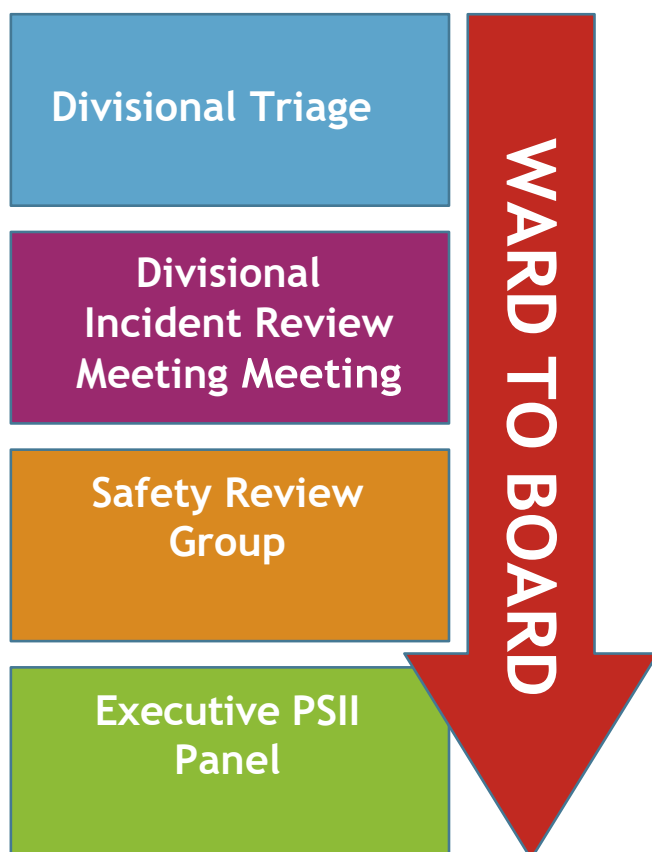 Divisional Triage
Divisional
Incident Review
Meeting Meeting
Safety Review
Group
Executive PSII
Panel
WARD TO BOARD